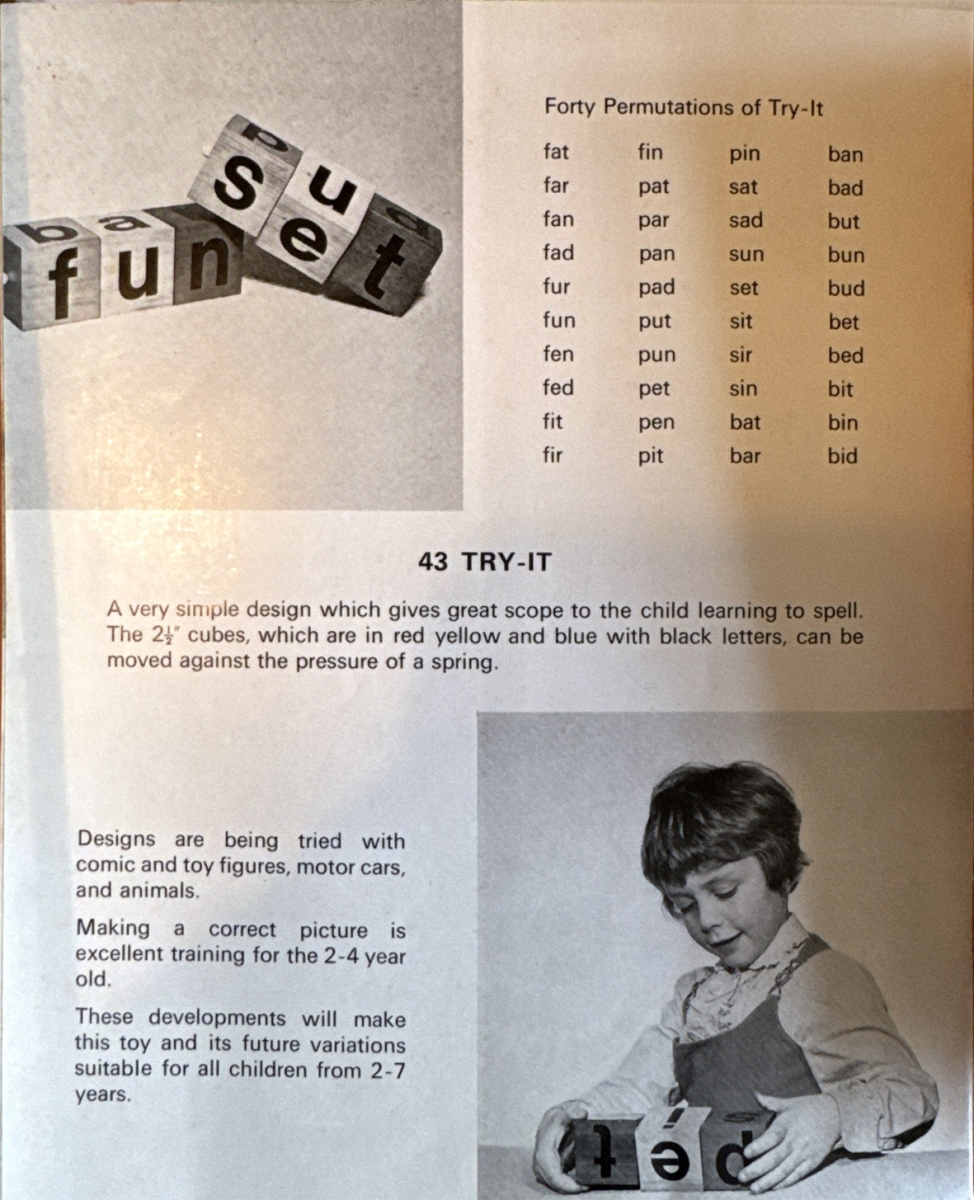 p
s u
e t
b a
f u n
Forty Permutations of Try-It
fat fin pin ban
far pat sat bad
fan par sad but
fad pan sun bun
fur pad set bud
fun put sit bet
fen pun sir bed
fed pet sin bit
fit pen bat bin
fir pit bar bid
43 TRY-IT
A very simple design which gives great scope to the child learning to spell.
The 2½″ cubes, which are in red yellow and blue with black letters, can be
moved against the pressure of a spring.
Designs are being tried with
comic and toy figures, motor cars,
and animals.
Making a correct picture is
excellent training for the 2-4 year
old.
These developments will make
this toy and its future variations
suitable for all children from 2-7
years.
i
p e t